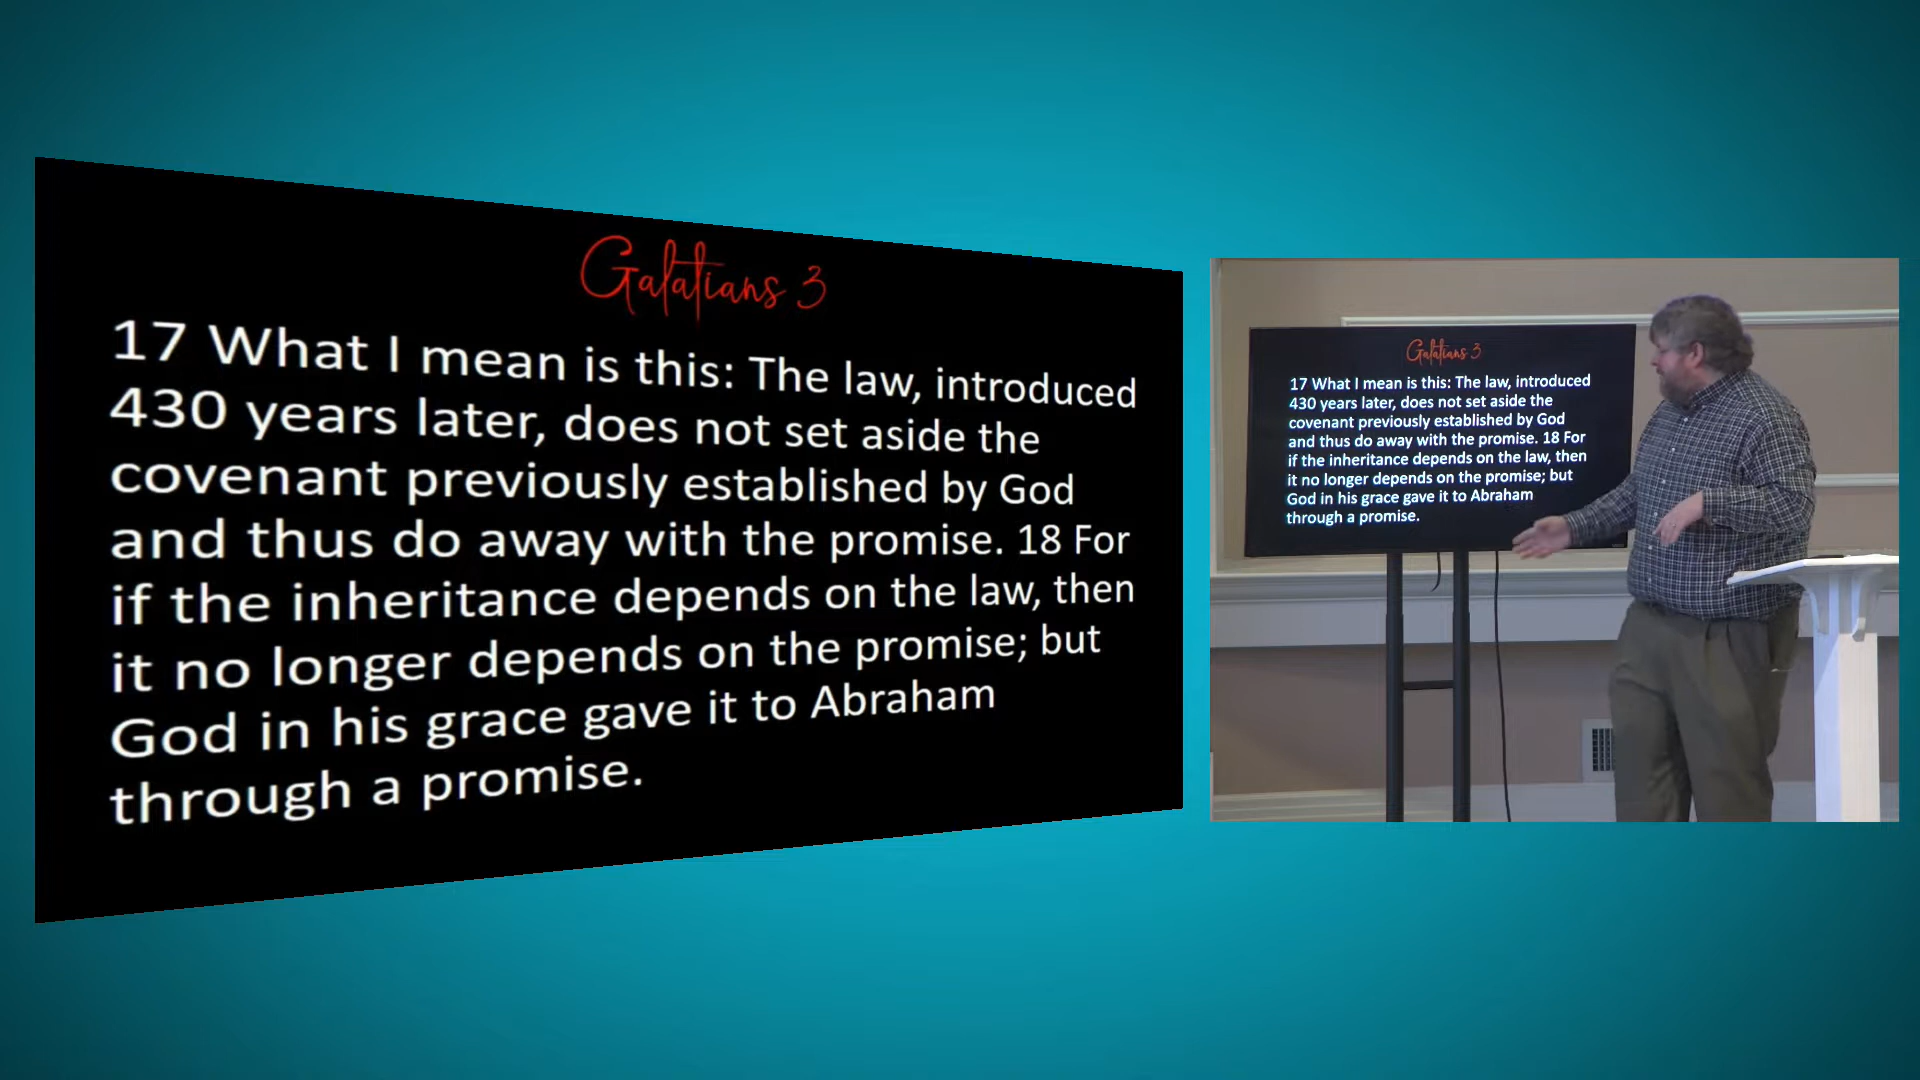 Galatians 3
17 What I mean is this: The law, introduced
430 years later, does not set aside the
covenant previously established by God
and thus do away with the promise. 18 For
if the inheritance depends on the law, then
it no longer depends on the promise; but
God in his grace gave it to Abraham
through a promise.
Galatians 3
17 What I mean is this: The law, introduced
430 years later, does not set aside the
covenant previously established by God
and thus do away with the promise. 18 For
if the inheritance depends on the law, then
it no longer depends on the promise; but
God in his grace gave it to Abraham
through a promise.